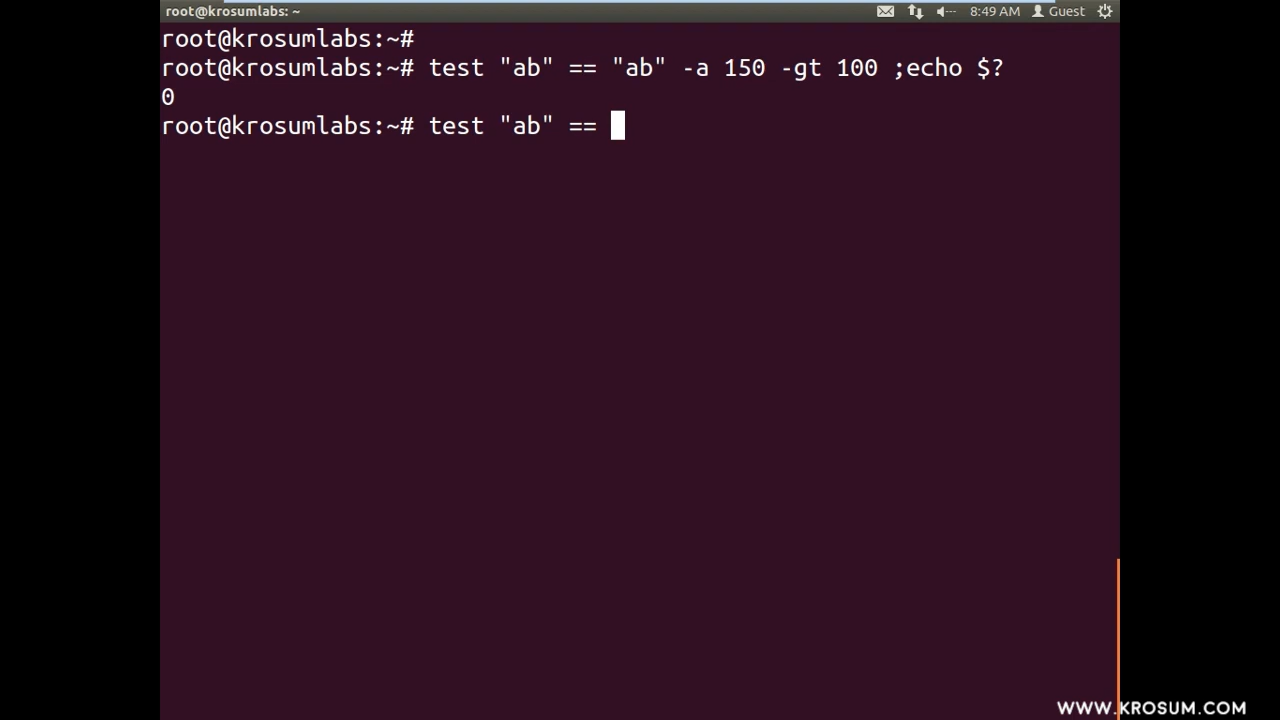 root@krosumlabs: ~
8:49 AM Guest
root@krosumlabs:~#
root@krosumlabs:~# test "ab" == "ab" -a 150 -gt 100 ;echo $?
0
root@krosumlabs:~# test "ab" ==
WWW.KROSUM.COM